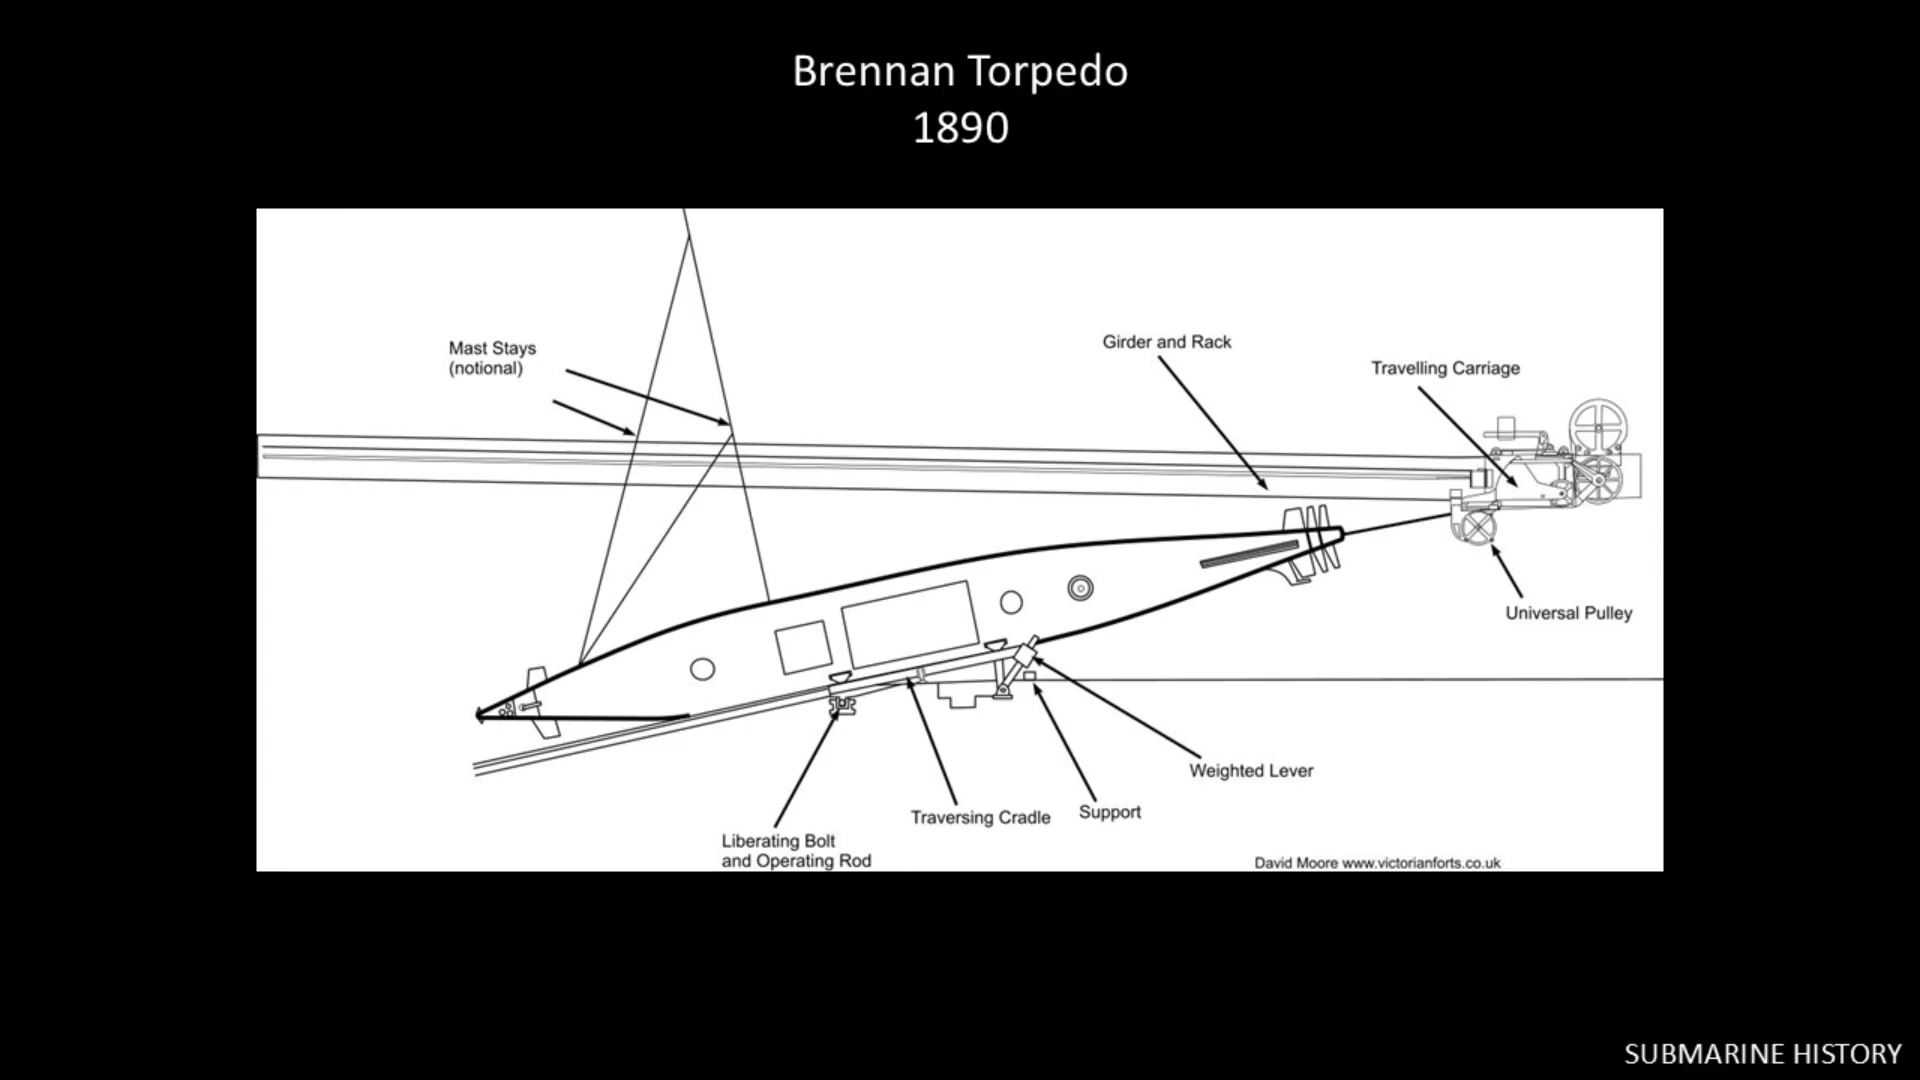 Brennan Torpedo
1890
Mast Stays
(notional)
Girder and Rack
Travelling Carriage
Universal Pulley
Weighted Lever
Support
Traversing Cradle
Liberating Bolt
and Operating Rod
David Moore www.victorianforts.co.uk
SUBMARINE HISTORY